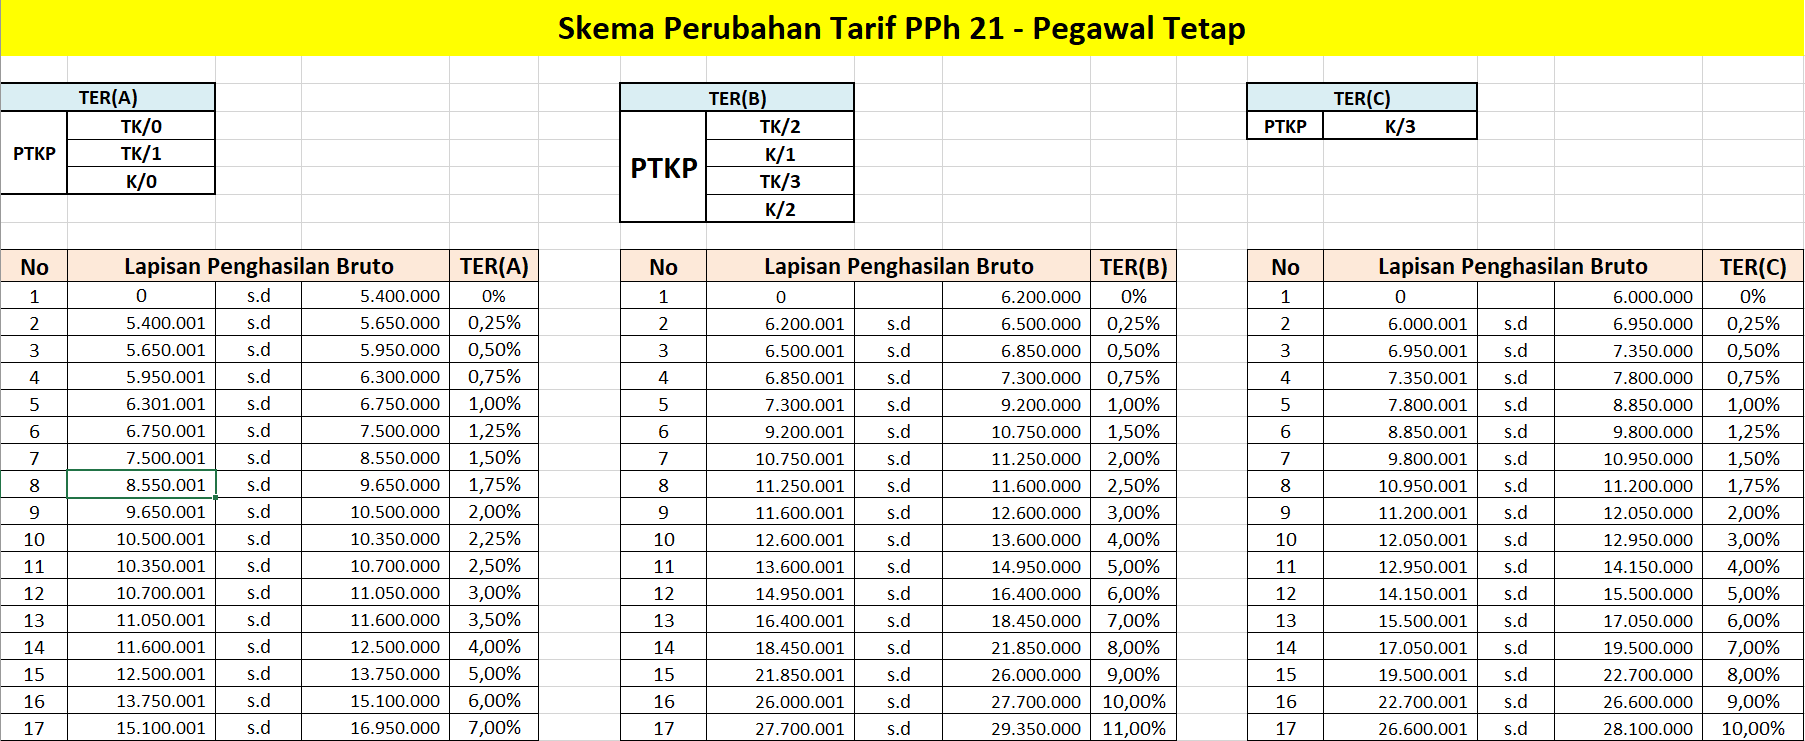 Skema Perubahan Tarif PPh 21 - Pegawal Tetap
TER(A) TER(B) TER(C)
PTKP TK/0 PTKP TK/2 PTKP K/3
TK/1 K/1
K/0 TK/3
K/2
No Lapisan Penghasilan Bruto TER(A) No Lapisan Penghasilan Bruto TER(B) No Lapisan Penghasilan Bruto TER(C)
1 0 s.d 5.400.000 0% 1 0 6.200.000 0% 1 0 6.000.000 0%
2 5.400.001 s.d 5.650.000 0,25% 2 6.200.001 s.d 6.500.000 0,25% 2 6.000.001 s.d 6.950.000 0,25%
3 5.650.001 s.d 5.950.000 0,50% 3 6.500.001 s.d 6.850.000 0,50% 3 6.950.001 s.d 7.350.000 0,50%
4 5.950.001 s.d 6.300.000 0,75% 4 6.850.001 s.d 7.300.000 0,75% 4 7.350.001 s.d 7.800.000 0,75%
5 6.301.001 s.d 6.750.000 1,00% 5 7.300.001 s.d 9.200.000 1,00% 5 7.800.001 s.d 8.850.000 1,00%
6 6.750.001 s.d 7.500.000 1,25% 6 9.200.001 s.d 10.750.000 1,50% 6 8.850.001 s.d 9.800.000 1,25%
7 7.500.001 s.d 8.550.000 1,50% 7 10.750.001 s.d 11.250.000 2,00% 7 9.800.001 s.d 10.950.000 1,50%
8 8.550.001 s.d 9.650.000 1,75% 8 11.250.001 s.d 11.600.000 2,50% 8 10.950.001 s.d 11.200.000 1,75%
9 9.650.001 s.d 10.500.000 2,00% 9 11.600.001 s.d 12.600.000 3,00% 9 11.200.001 s.d 12.050.000 2,00%
10 10.500.001 s.d 10.350.000 2,25% 10 12.600.001 s.d 13.600.000 4,00% 10 12.050.001 s.d 12.950.000 3,00%
11 10.350.001 s.d 10.700.000 2,50% 11 13.600.001 s.d 14.950.000 5,00% 11 12.950.001 s.d 14.150.000 4,00%
12 10.700.001 s.d 11.050.000 3,00% 12 14.950.001 s.d 16.400.000 6,00% 12 14.150.001 s.d 15.500.000 5,00%
13 11.050.001 s.d 11.600.000 3,50% 13 16.400.001 s.d 18.450.000 7,00% 13 15.500.001 s.d 17.050.000 6,00%
14 11.600.001 s.d 12.500.000 4,00% 14 18.450.001 s.d 21.850.000 8,00% 14 17.050.001 s.d 19.500.000 7,00%
15 12.500.001 s.d 13.750.000 5,00% 15 21.850.001 s.d 26.000.000 9,00% 15 19.500.001 s.d 22.700.000 8,00%
16 13.750.001 s.d 15.100.000 6,00% 16 26.000.001 s.d 27.700.000 10,00% 16 22.700.001 s.d 26.600.000 9,00%
17 15.100.001 s.d 16.950.000 7,00% 17 27.700.001 s.d 29.350.000 11,00% 17 26.600.001 s.d 28.100.000 10,00%